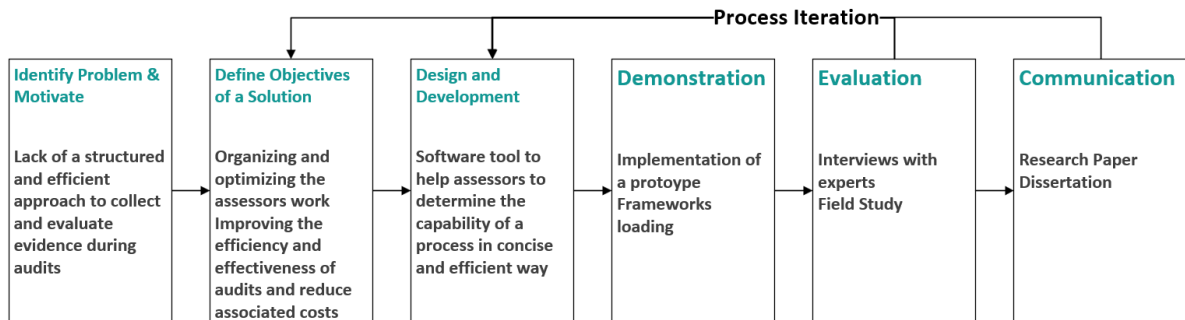 Process Iteration
Identify Problem &
Motivate
Lack of a structured
and efficient
approach to collect
and evaluate
evidence during
audits
Define Objectives
of a Solution
Organizing and
optimizing the
assessors work
Improving the
efficiency and
effectiveness of
audits and reduce
associated costs
Design and
Development
Software tool to
help assessors to
determine the
capability of a
process in concise
and efficient way
Demonstration
Implementation of
a protoype
Frameworks
loading
Evaluation
Interviews with
experts
Field Study
Communication
Research Paper
Dissertation